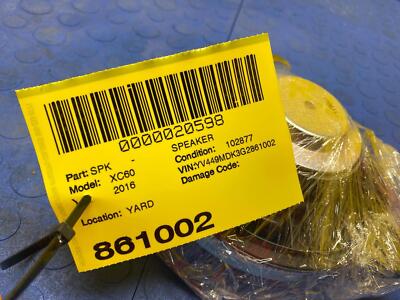 0000020598
Part: SPK - SPEAKER
Model: XC60 Condition: 102877
2016 VIN:YV449MDK3G2861002
Damage Code:
Location: YARD
861002